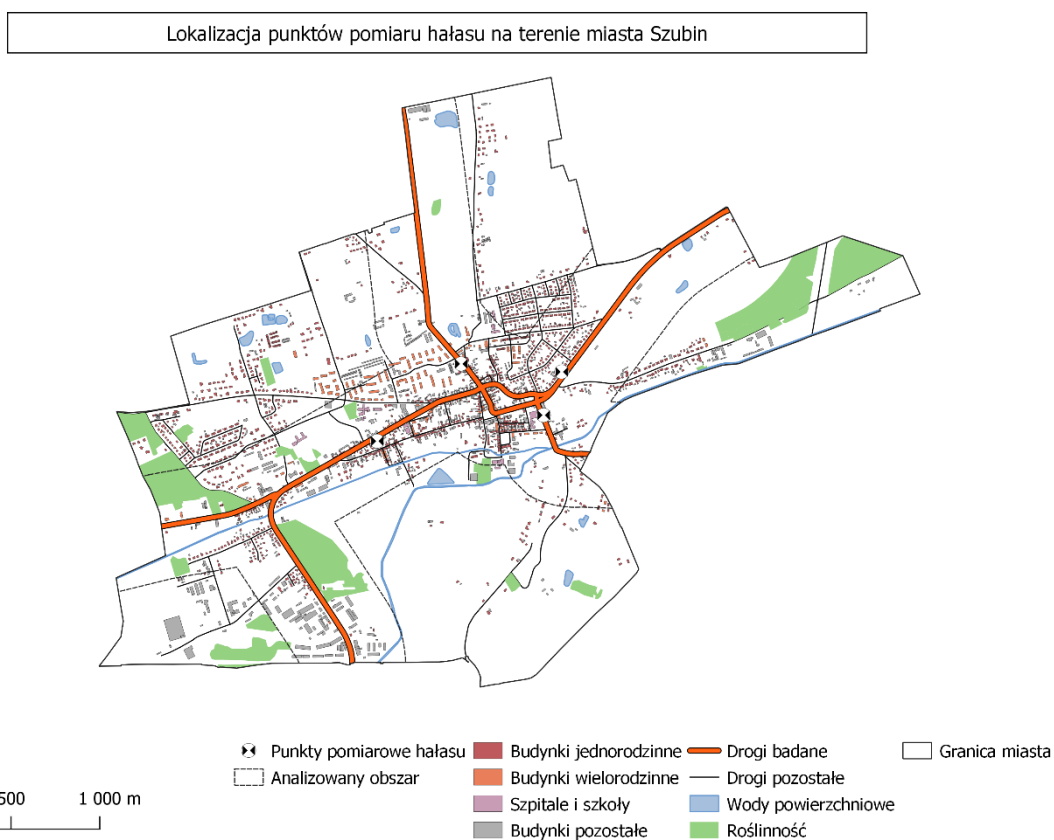 Lokalizacja punktów pomiaru hałasu na terenie miasta Szubin
Punkty pomiarowe hałasu
Analizowany obszar
Budynki jednorodzinne
Budynki wielorodzinne
Szpitale i szkoły
Budynki pozostałe
Drogi badane
Drogi pozostałe
Wody powierzchniowe
Roślinność
Granica miasta
500 1 000 m